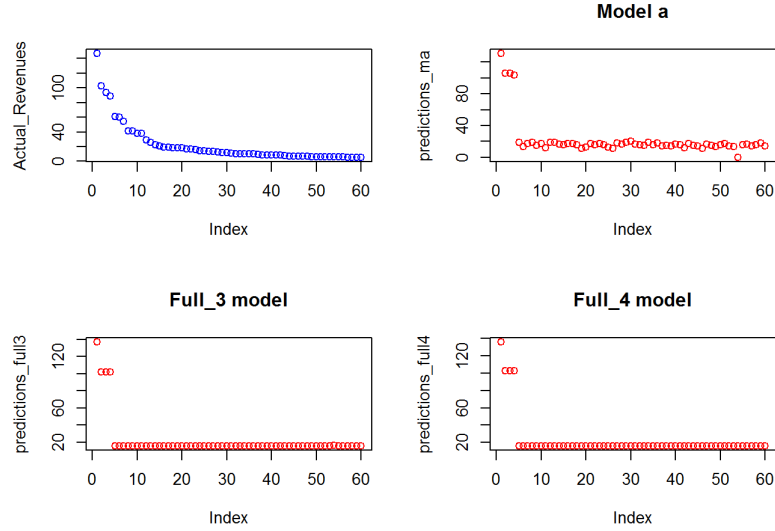 Actual_Revenues
0 40 100
0 10 20 30 40 50 60
Index
Model a
predictions_ma
0 40 80
0 10 20 30 40 50 60
Index
Full_3 model
predictions_full3
20 60 120
0 10 20 30 40 50 60
Index
Full_4 model
predictions_full4
20 60 120
0 10 20 30 40 50 60
Index